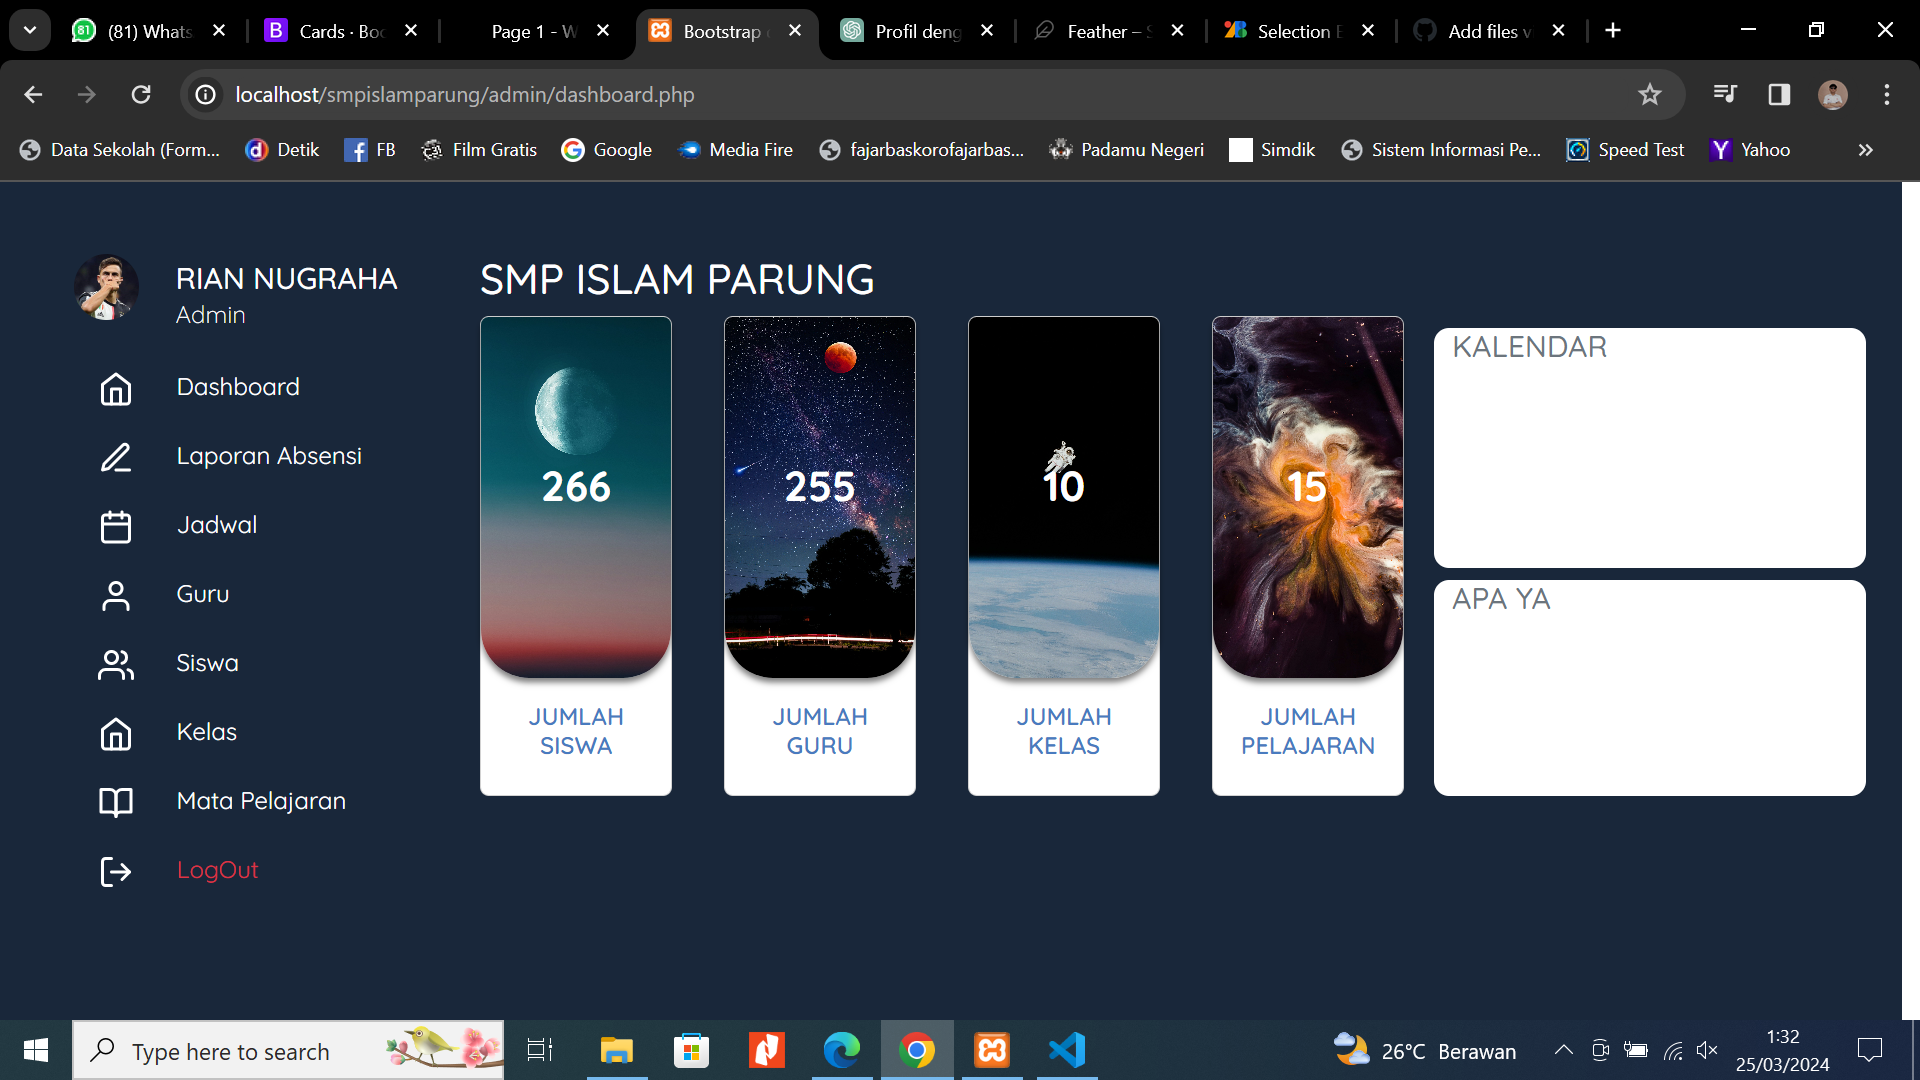 (81) Whats
Cards · Boo
Page 1 - W
Bootstrap
Profil deng
Feather – S
Selection B
Add files v
localhost/smpislamparung/admin/dashboard.php
Data Sekolah (Form...
Detik
FB
Film Gratis
Google
Media Fire
fajarbaskorofajarbas...
Padamu Negeri
Simdik
Sistem Informasi Pe...
Speed Test
Yahoo
RIAN NUGRAHA
Admin
Dashboard
Laporan Absensi
Jadwal
Guru
Siswa
Kelas
Mata Pelajaran
LogOut
SMP ISLAM PARUNG
266
JUMLAH
SISWA
255
JUMLAH
GURU
10
JUMLAH
KELAS
15
JUMLAH
PELAJARAN
KALENDAR
APA YA
Type here to search
26°C Berawan
1:32
25/03/2024